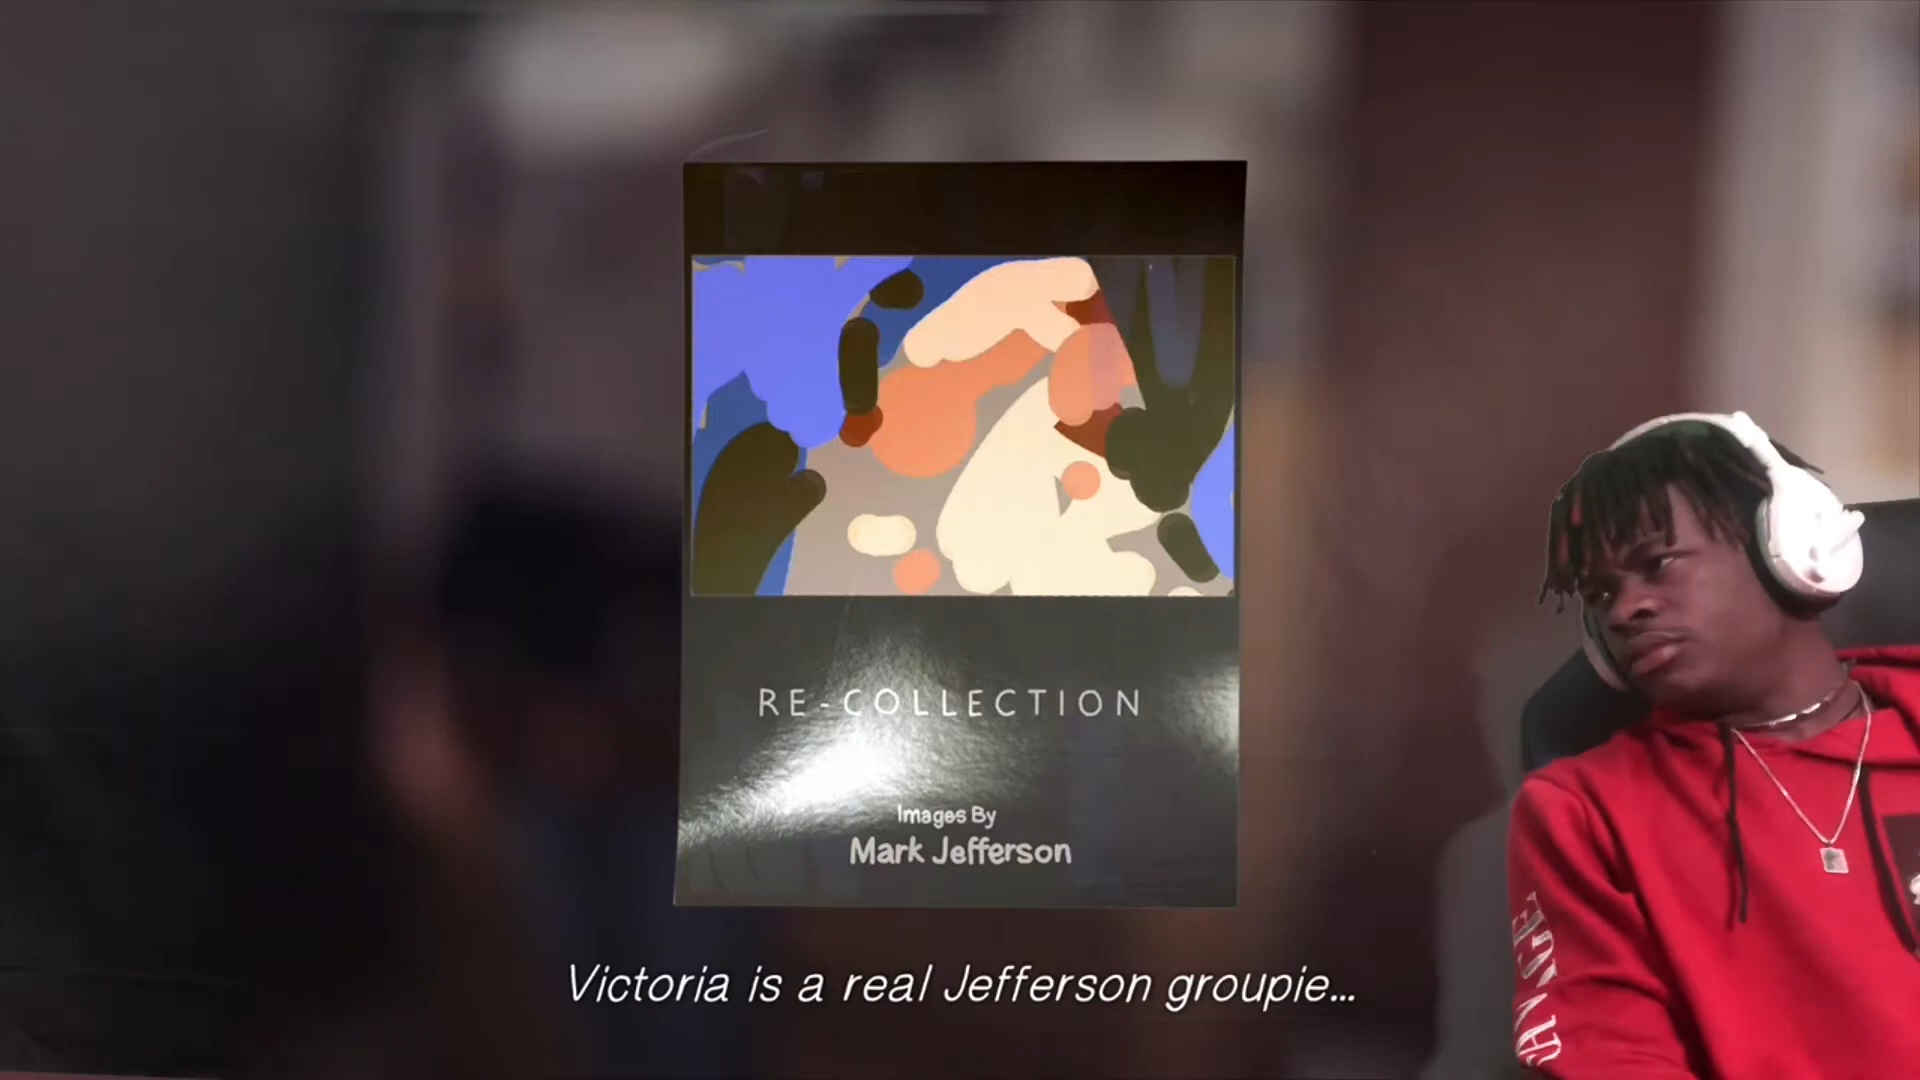 RE-COLLECTION
Images By
Mark Jefferson
Victoria is a real Jefferson groupie...